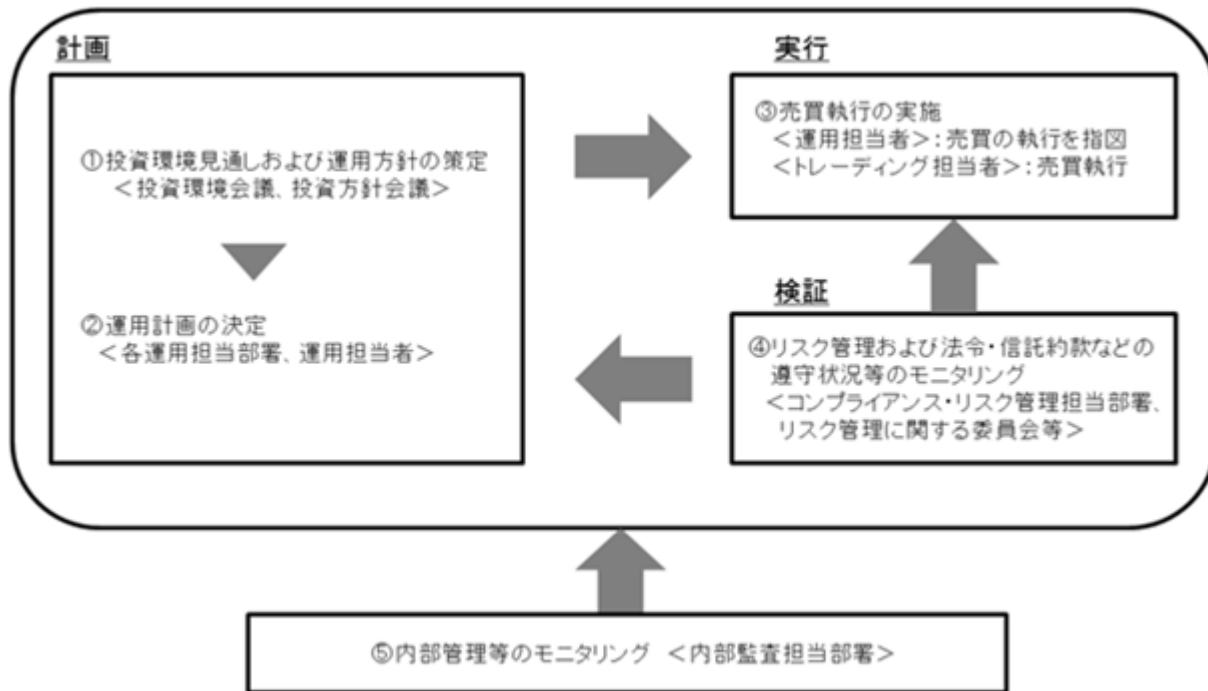 計画
①投資環境見通しおよび運用方針の策定
＜投資環境会議、投資方針会議＞
②運用計画の決定
＜各運用担当部署、運用担当者＞
実行
③売買執行の実施
＜運用担当者＞：売買の執行を指図
＜トレーディング担当者＞：売買執行
検証
④リスク管理および法令・信託約款などの
遵守状況等のモニタリング
＜コンプライアンス・リスク管理担当部署、
リスク管理に関する委員会等＞
⑤内部管理等のモニタリング ＜内部監査担当部署＞